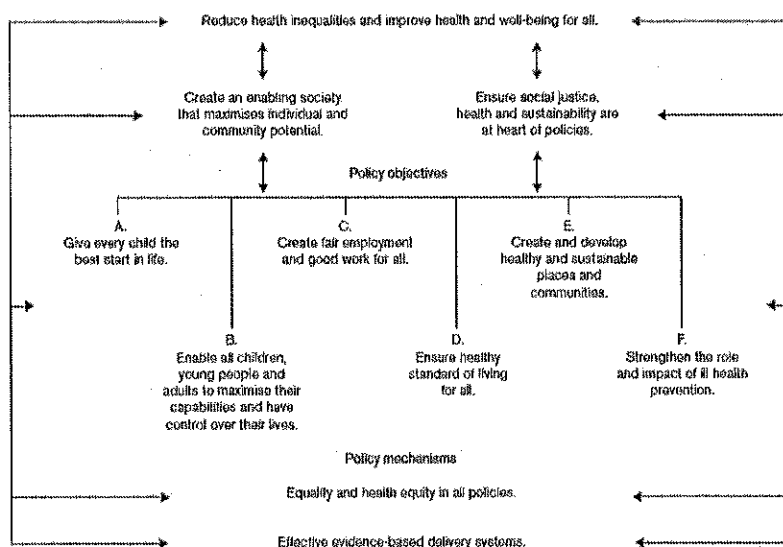 Reduce health inequalities and improve health and well-being for all.
Create an enabling society
that maximises individual and
community potential.
Ensure social justice,
health and sustainability are
at heart of policies.
Policy objectives
A.
Give every child the
best start in life.
C.
Create fair employment
and good work for all.
E.
Create and develop
healthy and sustainable
places and
communities.
B.
Enable all children,
young people and
adults to maximise their
capabilities and have
control over their lives.
D.
Ensure healthy
standard of living
for all.
F.
Strengthen the role
and impact of ill health
prevention.
Policy mechanisms
Equality and health equity in all policies.
Effective evidence-based delivery systems.